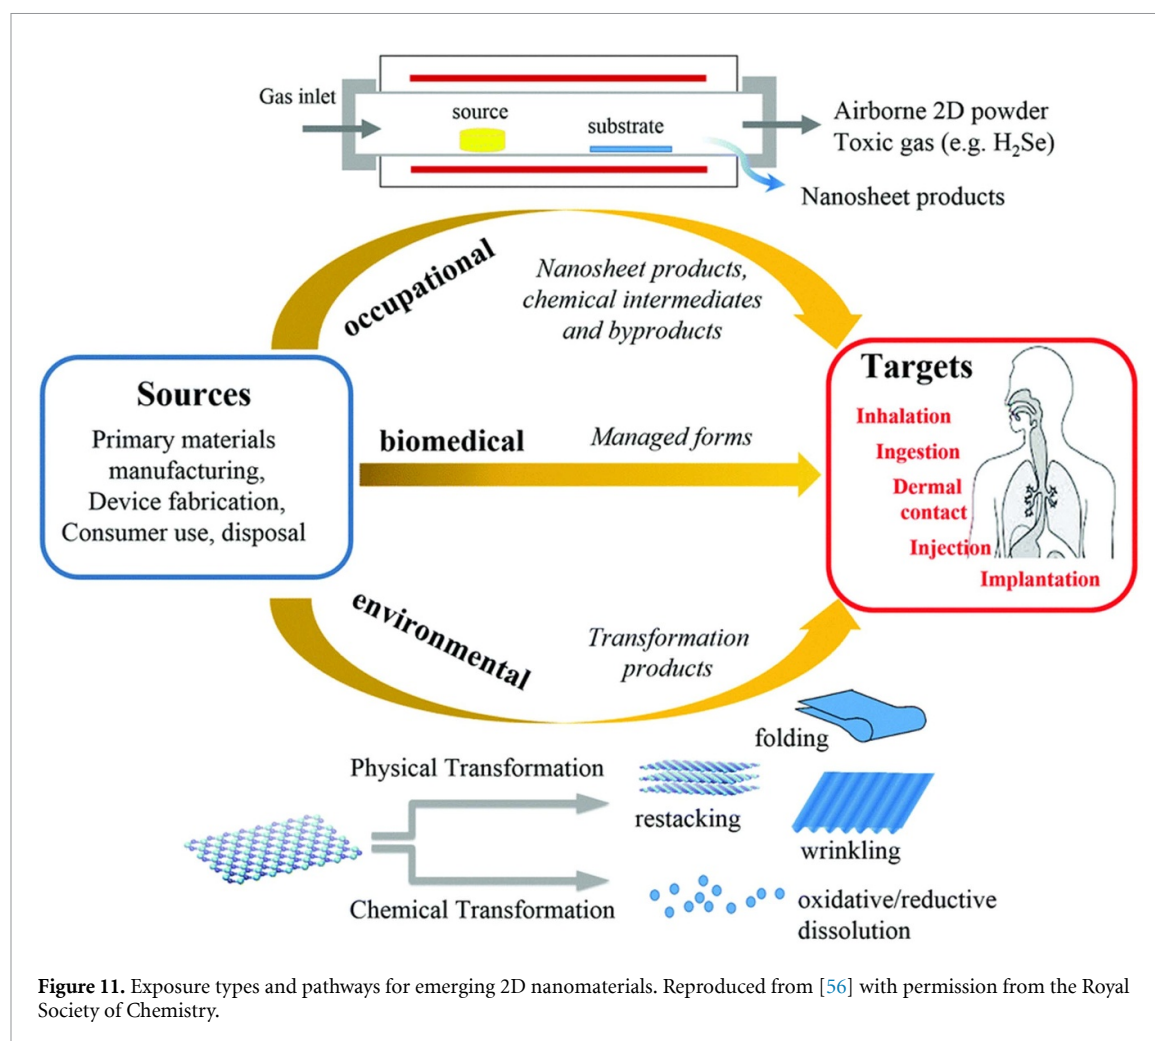 Gas inlet
source
substrate
Airborne 2D powder
Toxic gas (e.g. H₂Se)
Nanosheet products
occupational
Nanosheet products,
chemical intermediates
and byproducts
Sources
Primary materials
manufacturing,
Device fabrication,
Consumer use, disposal
biomedical
Managed forms
Targets
Inhalation
Ingestion
Dermal
contact
Injection
Implantation
environmental
Transformation
products
folding
Physical Transformation
restacking
wrinkling
Chemical Transformation
oxidative/reductive
dissolution
Figure 11. Exposure types and pathways for emerging 2D nanomaterials. Reproduced from [56] with permission from the Royal
Society of Chemistry.